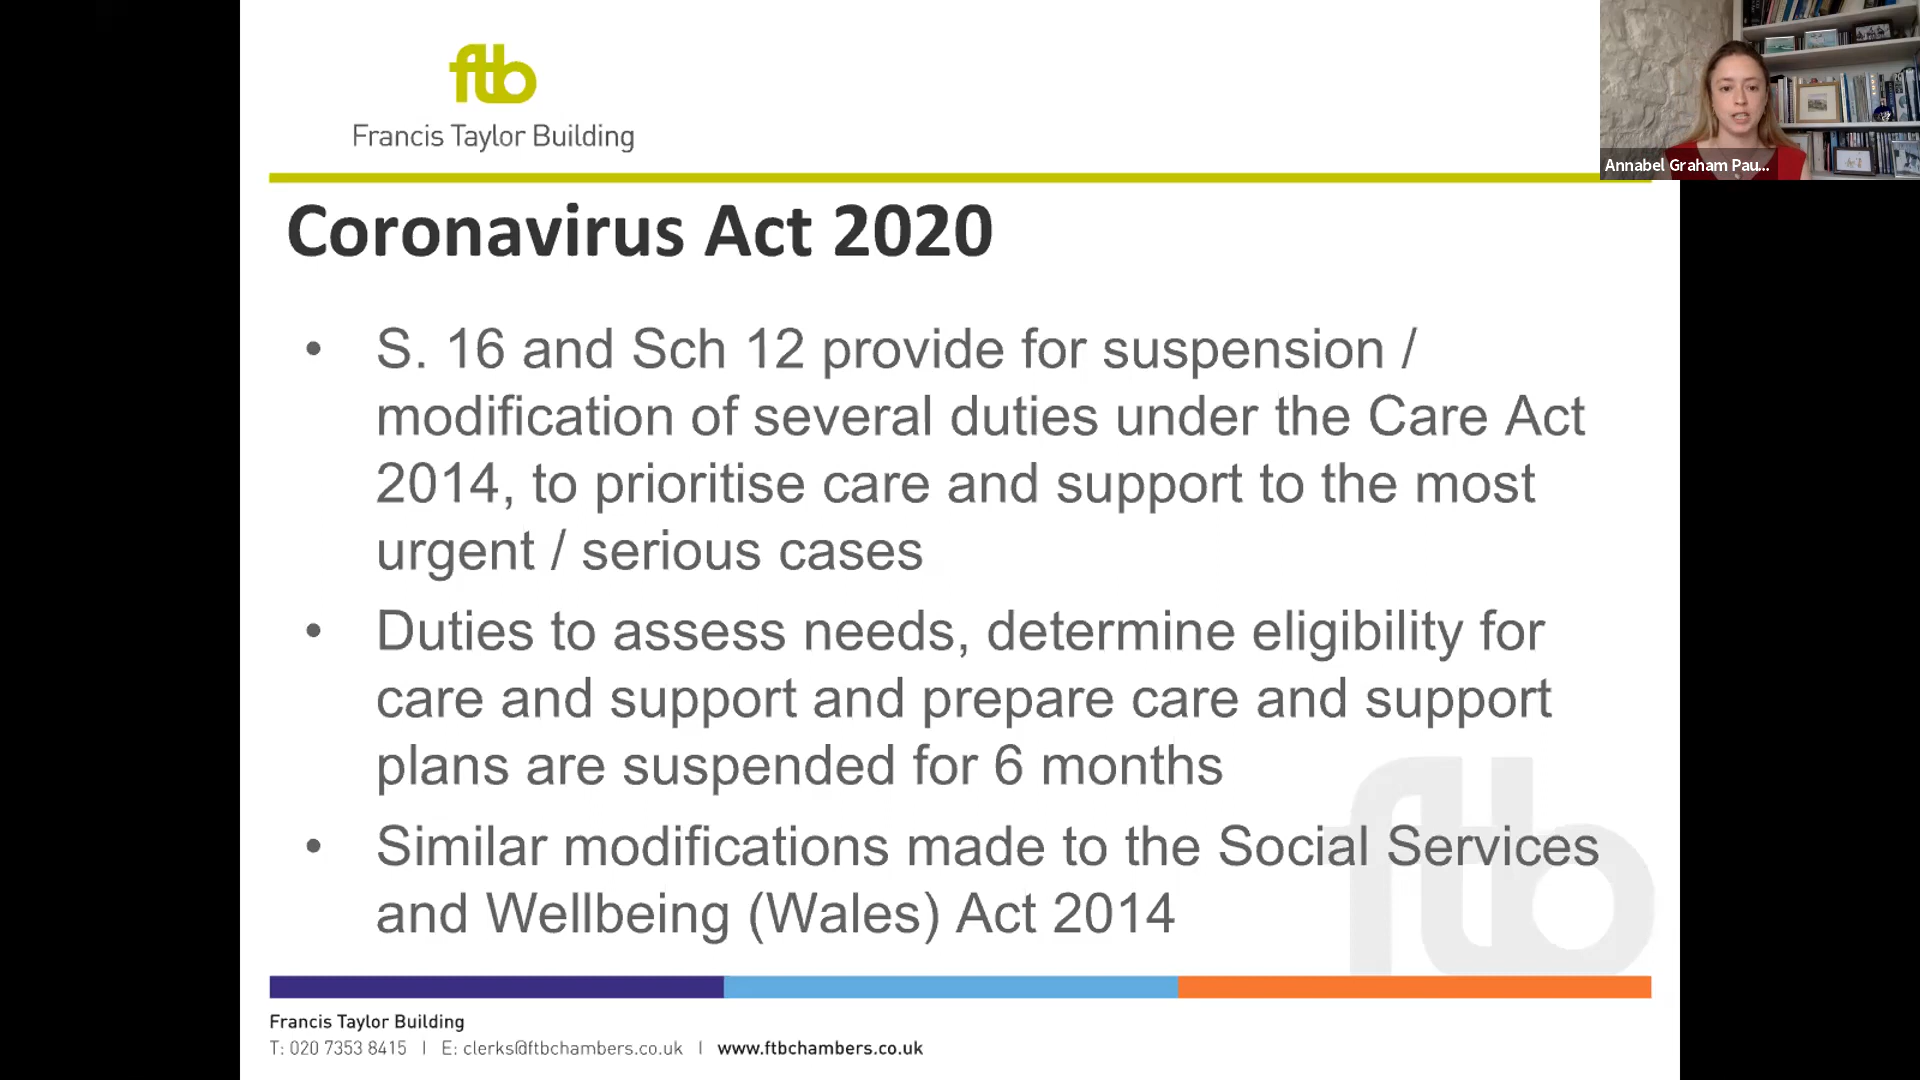 ftb
Francis Taylor Building
Annabel Graham Pau...
Coronavirus Act 2020
• S. 16 and Sch 12 provide for suspension /
modification of several duties under the Care Act
2014, to prioritise care and support to the most
urgent / serious cases
• Duties to assess needs, determine eligibility for
care and support and prepare care and support
plans are suspended for 6 months
• Similar modifications made to the Social Services
and Wellbeing (Wales) Act 2014
ftb
Francis Taylor Building
T: 020 7353 8415 | E: clerks@ftbchambers.co.uk | www.ftbchambers.co.uk